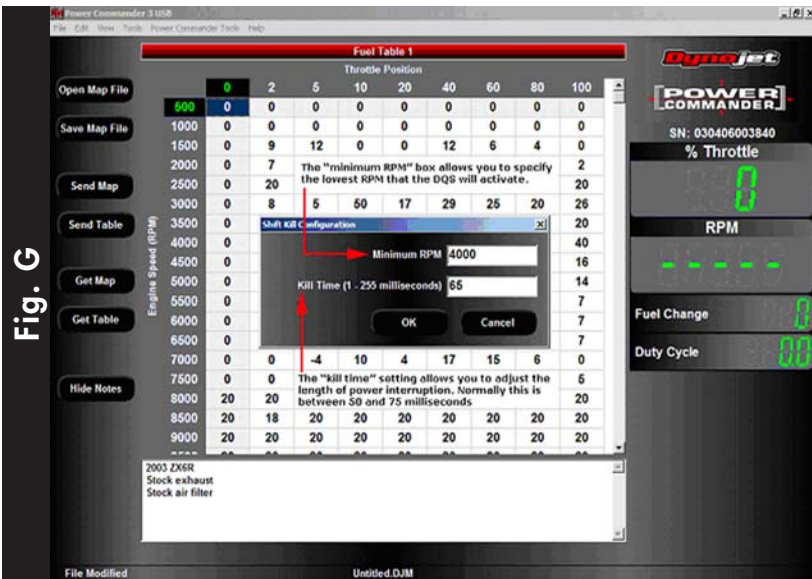 Fig. G
Power Commander 3 USB
File Edit View Tools Power Commander Tools Help
Fuel Table 1
Throttle Position
0 2 5 10 20 40 60 80 100
Engine Speed (RPM)
500 0 0 0 0 0 0 0 0 0
1000 0 0 0 0 0 0 0 0 0
1500 0 9 12 0 0 12 6 4 0
2000 0 7 2
2500 0 20 20
3000 0 8 5 50 17 29 25 20 26
3500 0 20
4000 0 40
4500 0 16
5000 0 14
5500 0 7
6000 0 7
6500 0 7
7000 0 0 -4 10 4 17 15 6 0
7500 0 0 5
8000 20 20 20
8500 20 18 20 20 20 20 20 20 20
9000 20 20 20 20 20 20 20 20 20
The "minimum RPM" box allows you to specify
the lowest RPM that the DQS will activate.
Shift Kill Configuration
Minimum RPM 4000
Kill Time (1 - 255 milliseconds) 65
OK Cancel
The "kill time" setting allows you to adjust the
length of power interruption. Normally this is
between 50 and 75 milliseconds
Open Map File
Save Map File
Send Map
Send Table
Get Map
Get Table
Hide Notes
Dynojet
POWER
COMMANDER
SN: 030406003840
% Throttle
0
RPM
-----
Fuel Change 0
Duty Cycle 0.0
2003 ZX6R
Stock exhaust
Stock air filter
File Modified
Untitled.DJM